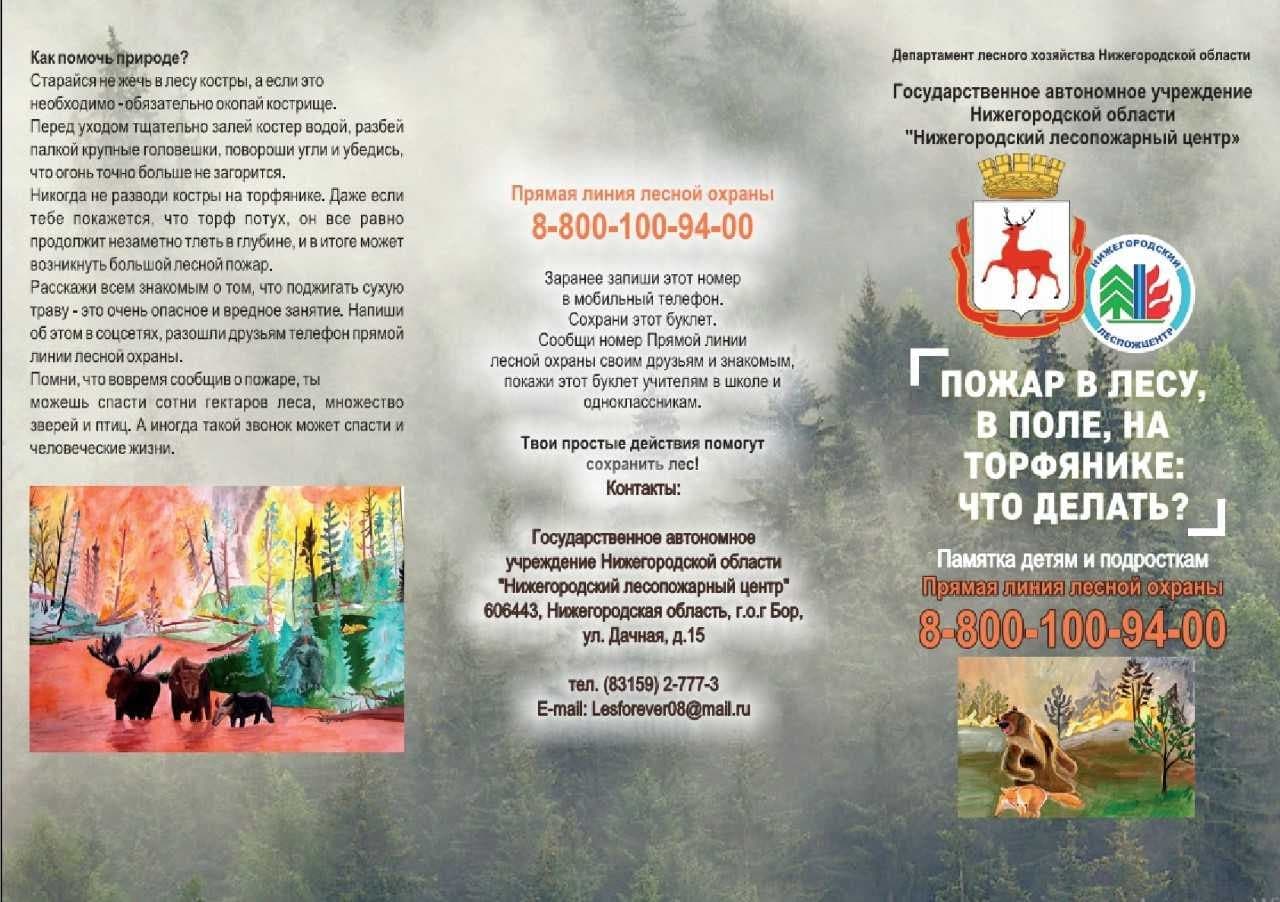 Как помочь природе?
Старайся не жечь в лесу костры, а если это
необходимо - обязательно окопай кострище.
Перед уходом тщательно залей костер водой, разбей
палкой крупные головешки, повороши угли и убедись,
что огонь точно больше не загорится.
Никогда не разводи костры на торфянике. Даже если
тебе покажется, что торф потух, он все равно
продолжит незаметно тлеть в глубине, и в итоге может
возникнуть большой лесной пожар.
Расскажи всем знакомым о том, что поджигать сухую
траву - это очень опасное и вредное занятие. Напиши
об этом в соцсетях, разошли друзьям телефон прямой
линии лесной охраны.
Помни, что вовремя сообщив о пожаре, ты
можешь спасти сотни гектаров леса, множество
зверей и птиц. А иногда такой звонок может спасти и
человеческие жизни.
Прямая линия лесной охраны
8-800-100-94-00
Заранее запиши этот номер
в мобильный телефон.
Сохрани этот буклет.
Сообщи номер Прямой линии
лесной охраны своим друзьям и знакомым,
покажи этот буклет учителям в школе и
одноклассникам.
Твои простые действия помогут
сохранить лес!
Контакты:
Государственное автономное
учреждение Нижегородской области
"Нижегородский лесопожарный центр"
606443, Нижегородская область, г.о.г Бор,
ул. Дачная, д.15
тел. (83159) 2-777-3
E-mail: Lesforever08@mail.ru
Департамент лесного хозяйства Нижегородской области
Государственное автономное учреждение
Нижегородской области
"Нижегородский лесопожарный центр»
НИЖЕГОРОДСКИЙ
ЛЕСПОЖЦЕНТР
ПОЖАР В ЛЕСУ,
В ПОЛЕ, НА
ТОРФЯНИКЕ:
ЧТО ДЕЛАТЬ?
Памятка детям и подросткам
Прямая линия лесной охраны
8-800-100-94-00